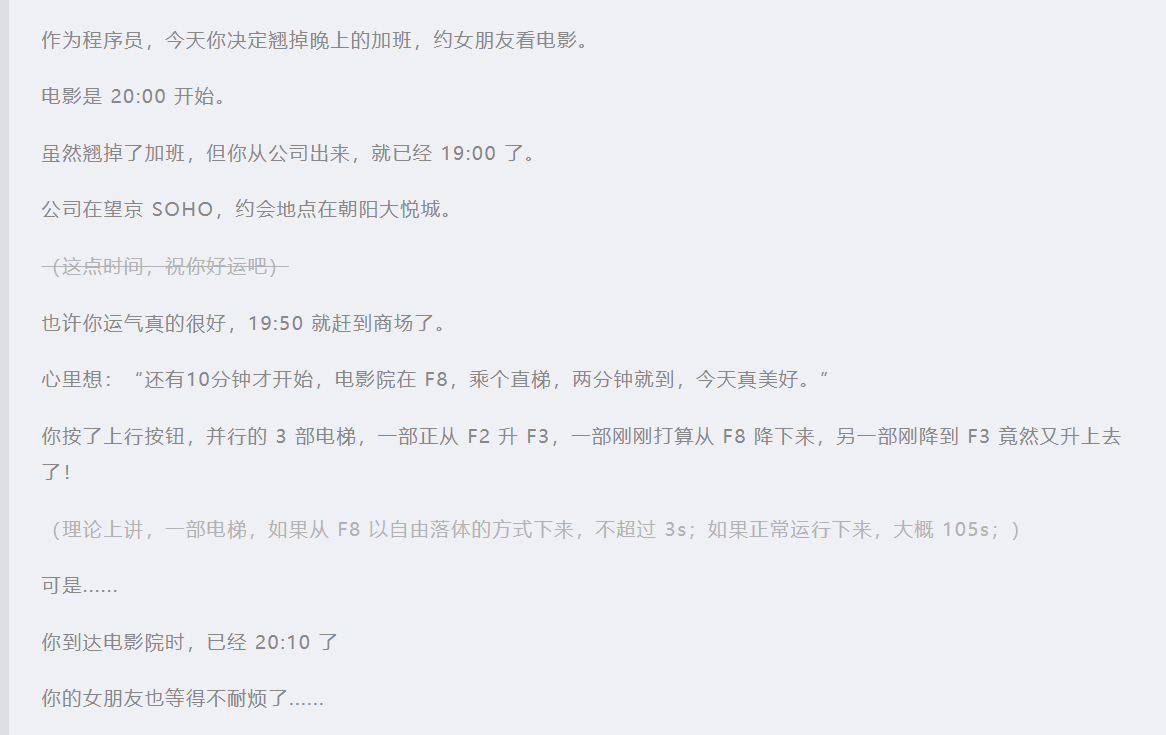 作为程序员，今天你决定翘掉晚上的加班，约女朋友看电影。
电影是 20:00 开始。
虽然翘掉了加班，但你从公司出来，就已经 19:00 了。
公司在望京 SOHO，约会地点在朝阳大悦城。
（这点时间，祝你好运吧）
也许你运气真的很好，19:50 就赶到商场了。
心里想：“还有10分钟才开始，电影院在 F8，乘个直梯，两分钟就到，今天真美好。”
你按了上行按钮，并行的 3 部电梯，一部正从 F2 升 F3，一部刚刚打算从 F8 降下来，另一部刚降到 F3 竟然又升上去
了！
（理论上讲，一部电梯，如果从 F8 以自由落体的方式下来，不超过 3s；如果正常运行下来，大概 105s；）
可是……
你到达电影院时，已经 20:10 了
你的女朋友也等得不耐烦了……